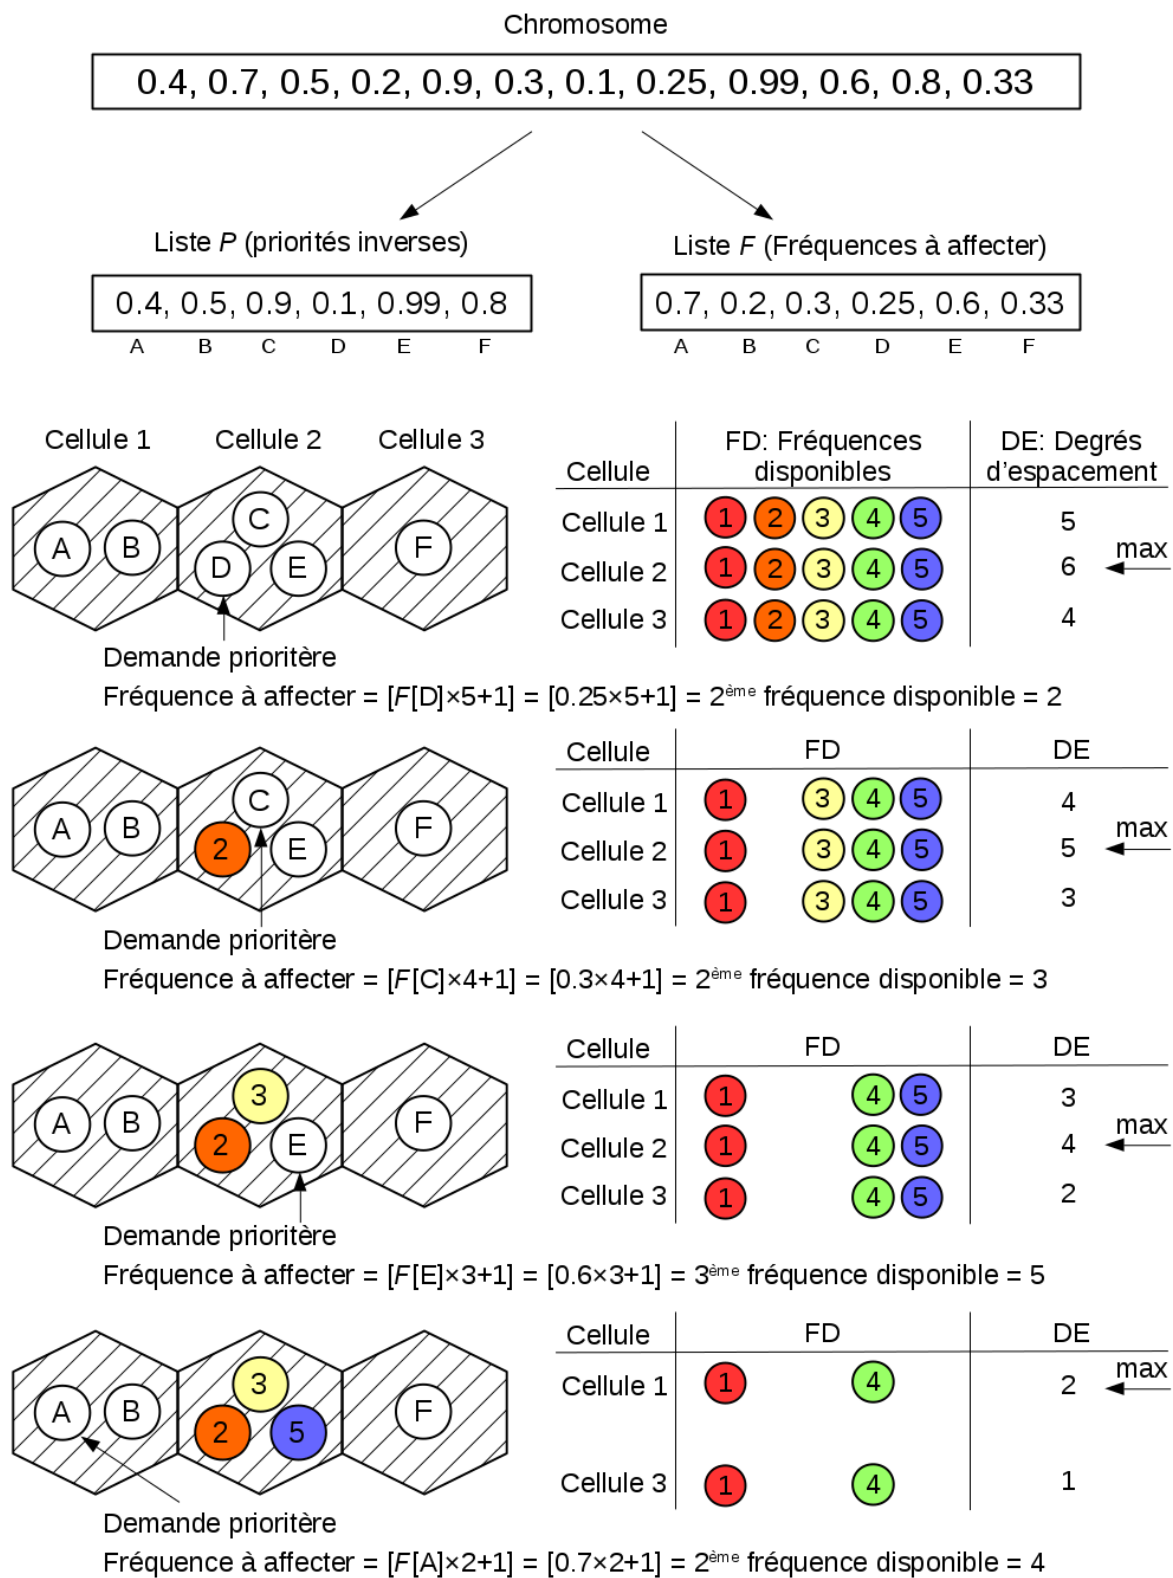 Chromosome
0.4, 0.7, 0.5, 0.2, 0.9, 0.3, 0.1, 0.25, 0.99, 0.6, 0.8, 0.33
Liste P (priorités inverses)
Liste F (Fréquences à affecter)
0.4, 0.5, 0.9, 0.1, 0.99, 0.8
0.7, 0.2, 0.3, 0.25, 0.6, 0.33
A B C D E F
A B C D E F
Cellule 1 Cellule 2 Cellule 3
A B C D E F
Cellule FD: Fréquences disponibles DE: Degrés d'espacement
Cellule 1 1 2 3 4 5 5
Cellule 2 1 2 3 4 5 6 max
Cellule 3 1 2 3 4 5 4
Demande prioritère
Fréquence à affecter = [F[D]×5+1] = [0.25×5+1] = 2ème fréquence disponible = 2
A B C 2 E F
Cellule FD DE
Cellule 1 1 3 4 5 4
Cellule 2 1 3 4 5 5 max
Cellule 3 1 3 4 5 3
Demande prioritère
Fréquence à affecter = [F[C]×4+1] = [0.3×4+1] = 2ème fréquence disponible = 3
A B 3 2 E F
Cellule FD DE
Cellule 1 1 4 5 3
Cellule 2 1 4 5 4 max
Cellule 3 1 4 5 2
Demande prioritère
Fréquence à affecter = [F[E]×3+1] = [0.6×3+1] = 3ème fréquence disponible = 5
A B 3 2 5 F
Cellule FD DE
Cellule 1 1 4 2 max
Cellule 3 1 4 1
Demande prioritère
Fréquence à affecter = [F[A]×2+1] = [0.7×2+1] = 2ème fréquence disponible = 4